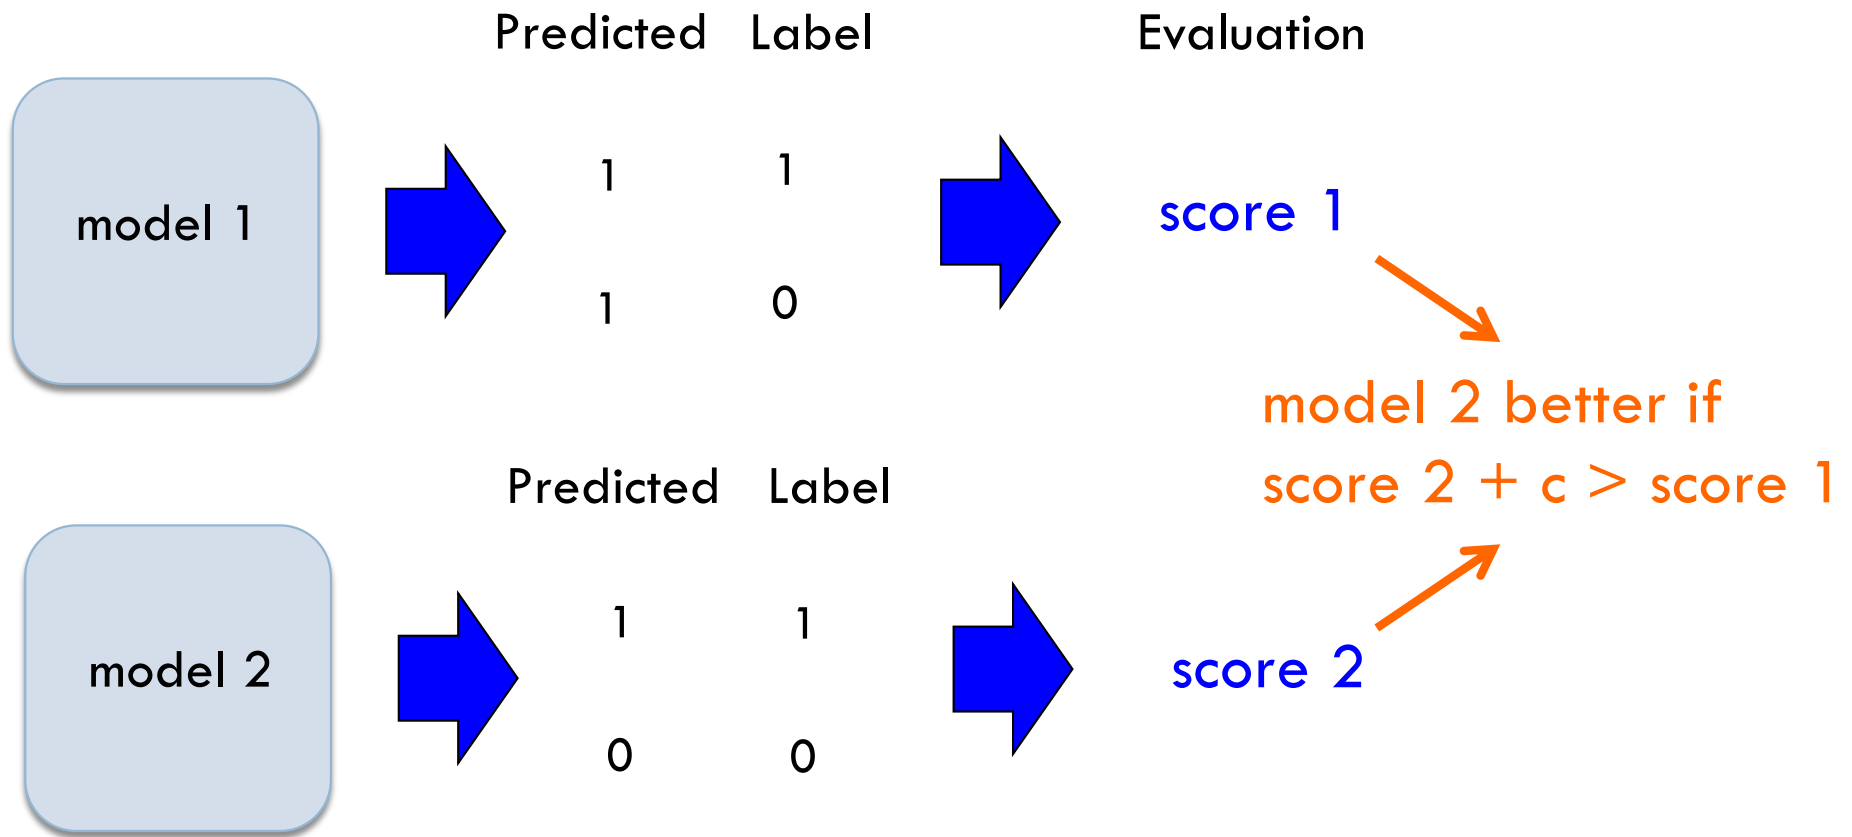 Predicted Label Evaluation
model 1
1 1
1 0
score 1
model 2 better if
score 2 + c > score 1
Predicted Label
model 2
1 1
0 0
score 2